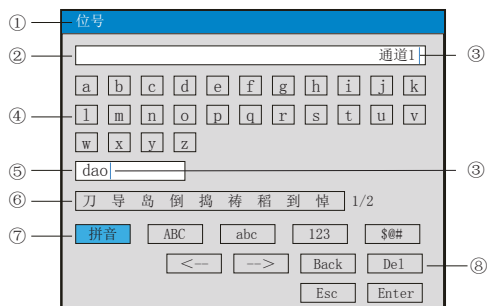 ① 位号
② 通道1 ③
a b c d e f g h i j k
④ l m n o p q r s t u v
w x y z
⑤ dao ③
⑥ 刀 导 岛 倒 捣 祷 稻 到 悼 1/2
⑦ 拼音 ABC abc 123 $@#
<-- --> Back Del ⑧
Esc Enter